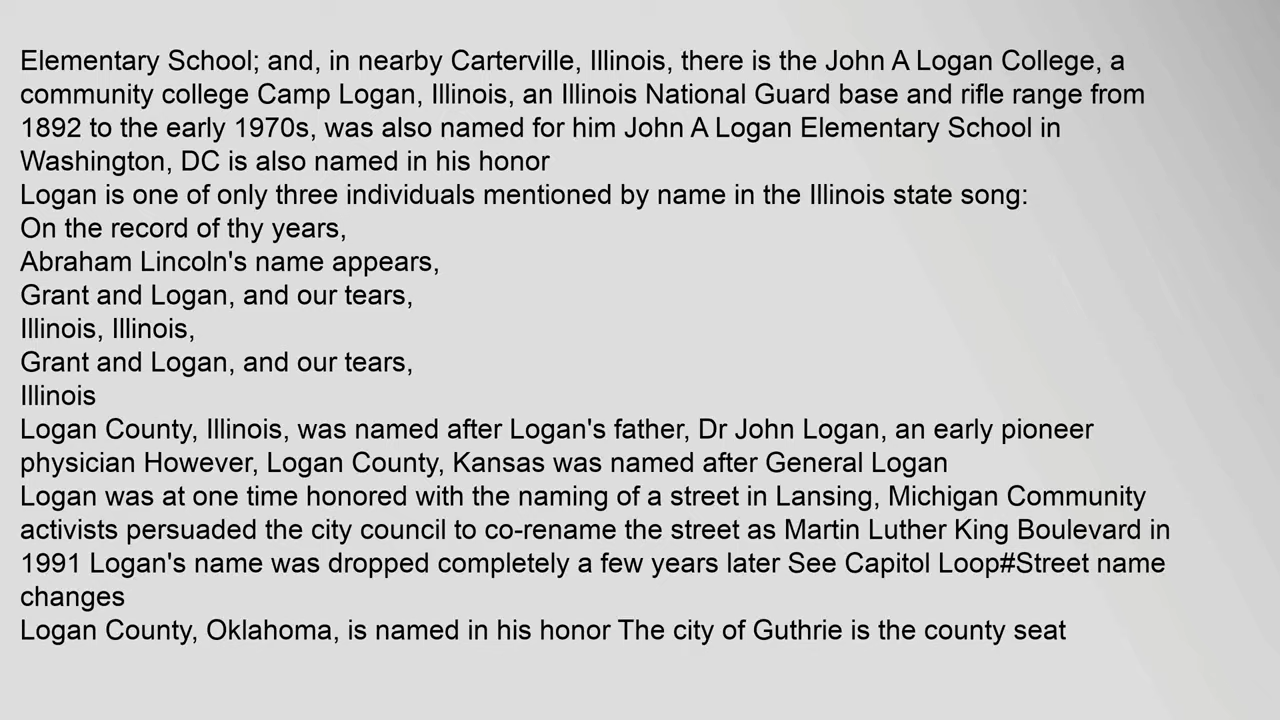 Elementary School; and, in nearby Carterville, Illinois, there is the John A Logan College, a
community college Camp Logan, Illinois, an Illinois National Guard base and rifle range from
1892 to the early 1970s, was also named for him John A Logan Elementary School in
Washington, DC is also named in his honor
Logan is one of only three individuals mentioned by name in the Illinois state song:
On the record of thy years,
Abraham Lincoln's name appears,
Grant and Logan, and our tears,
Illinois, Illinois,
Grant and Logan, and our tears,
Illinois
Logan County, Illinois, was named after Logan's father, Dr John Logan, an early pioneer
physician However, Logan County, Kansas was named after General Logan
Logan was at one time honored with the naming of a street in Lansing, Michigan Community
activists persuaded the city council to co-rename the street as Martin Luther King Boulevard in
1991 Logan's name was dropped completely a few years later See Capitol Loop#Street name
changes
Logan County, Oklahoma, is named in his honor The city of Guthrie is the county seat